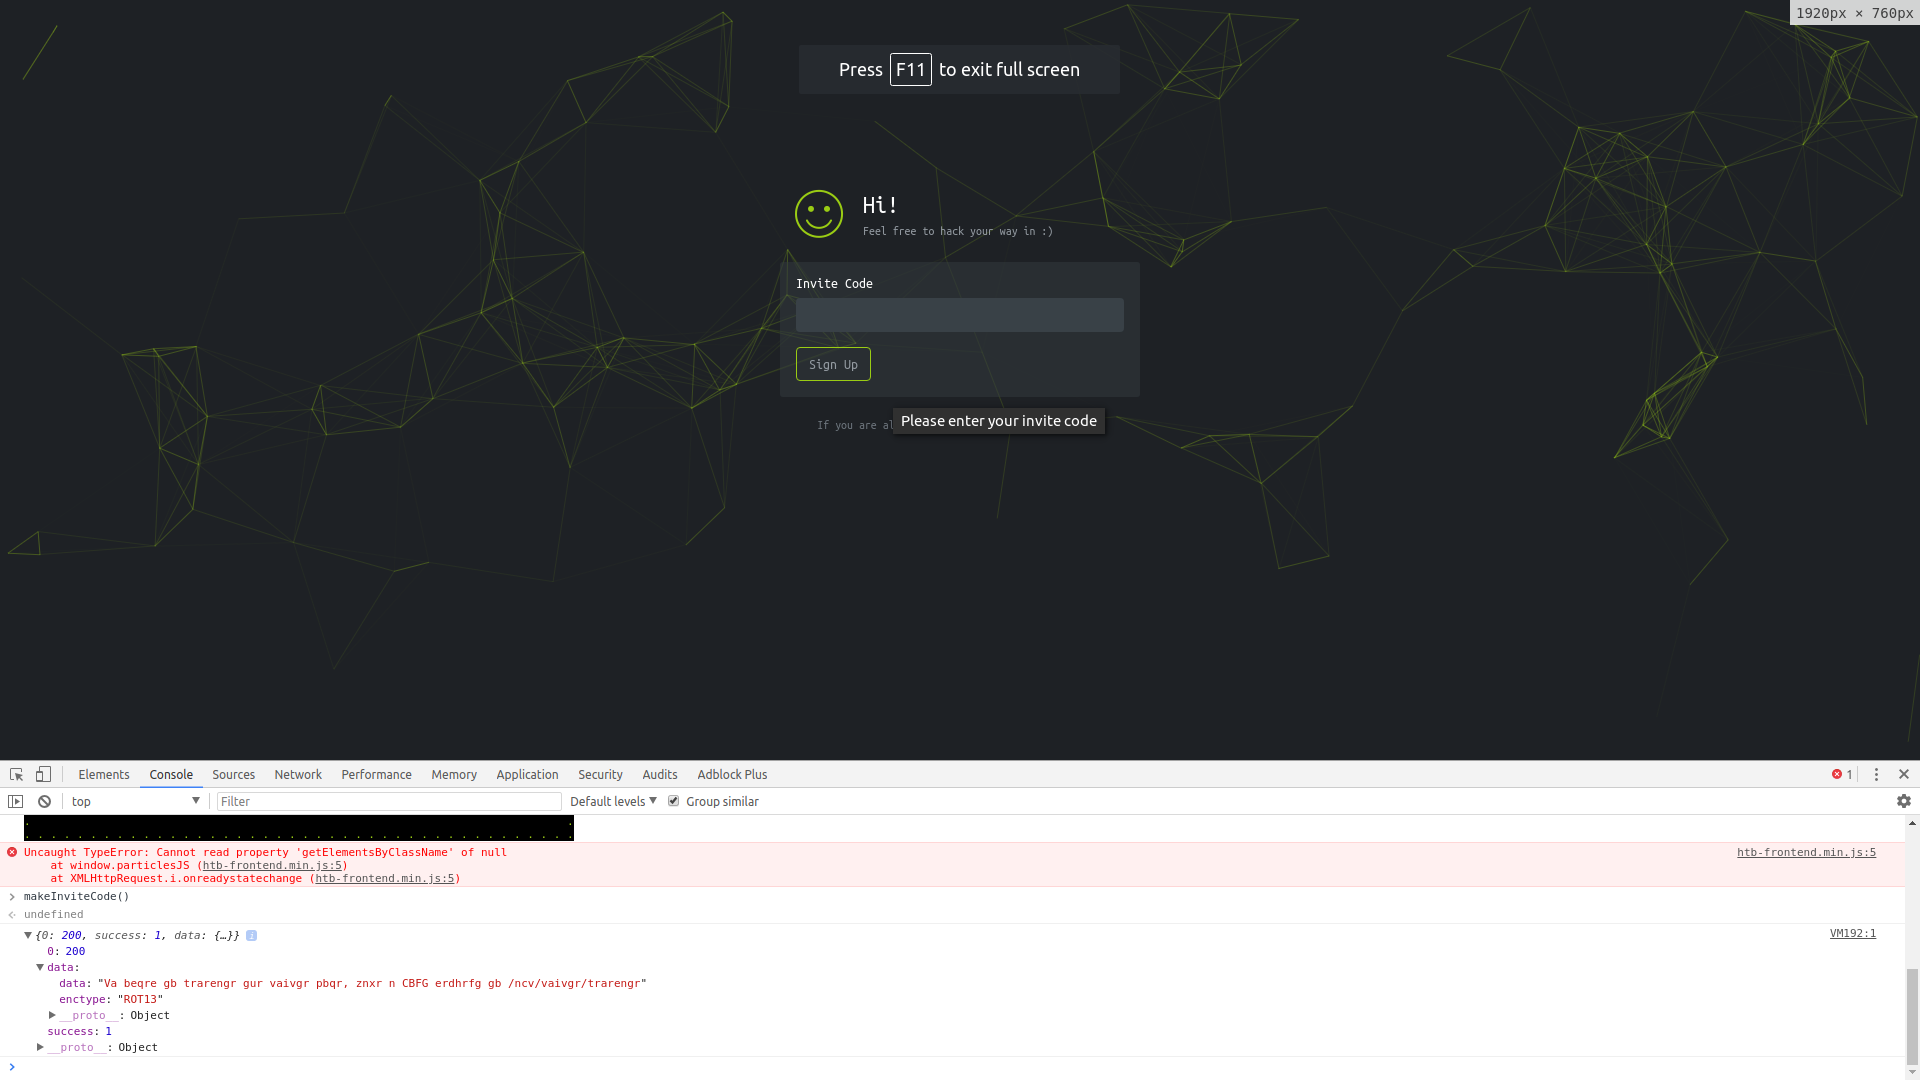 1920px × 760px
Press F11 to exit full screen
Hi!
Feel free to hack your way in :)
Invite Code
Sign Up
If you are al
Please enter your invite code
Elements Console Sources Network Performance Memory Application Security Audits Adblock Plus 1
top Filter Default levels Group similar
Uncaught TypeError: Cannot read property 'getElementsByClassName' of null htb-frontend.min.js:5
at window.particlesJS (htb-frontend.min.js:5)
at XMLHttpRequest.i.onreadystatechange (htb-frontend.min.js:5)
makeInviteCode()
undefined
{0: 200, success: 1, data: {…}} VM192:1
0: 200
data:
data: "Va beqre gb trarengr gur vaivgr pbqr, znxr n CBFG erdhrfg gb /ncv/vaivgr/trarengr"
enctype: "ROT13"
__proto__: Object
success: 1
__proto__: Object